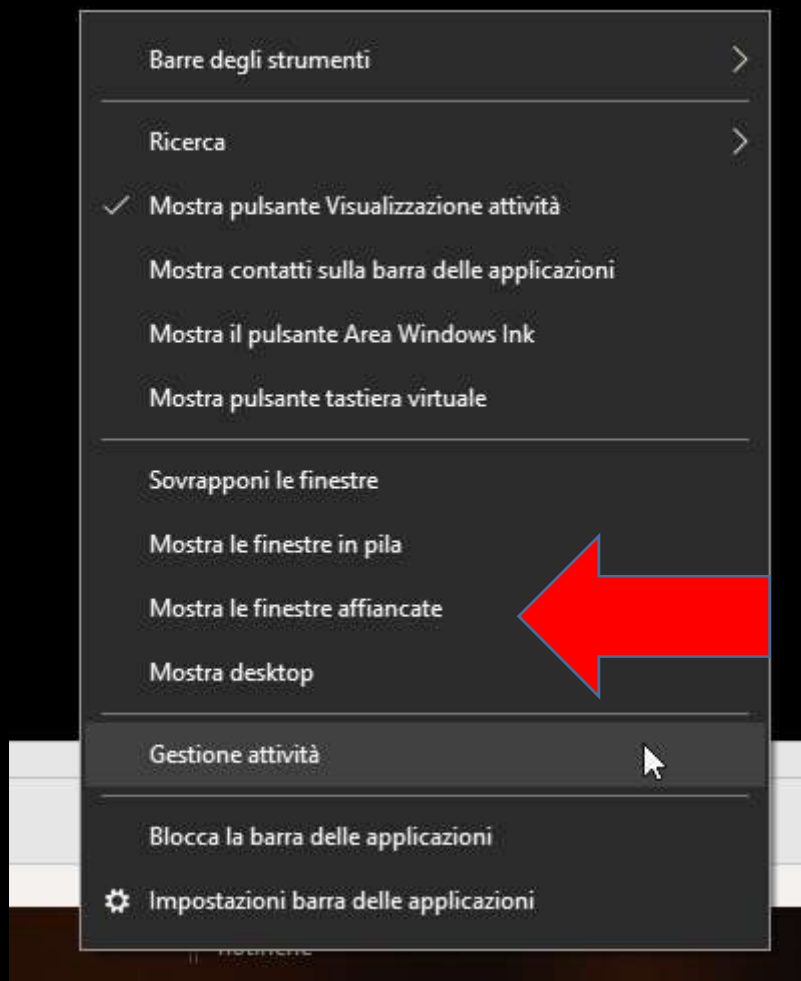 Barre degli strumenti
Ricerca
Mostra pulsante Visualizzazione attività
Mostra contatti sulla barra delle applicazioni
Mostra il pulsante Area Windows Ink
Mostra pulsante tastiera virtuale
Sovrapponi le finestre
Mostra le finestre in pila
Mostra le finestre affiancate
Mostra desktop
Gestione attività
Blocca la barra delle applicazioni
Impostazioni barra delle applicazioni